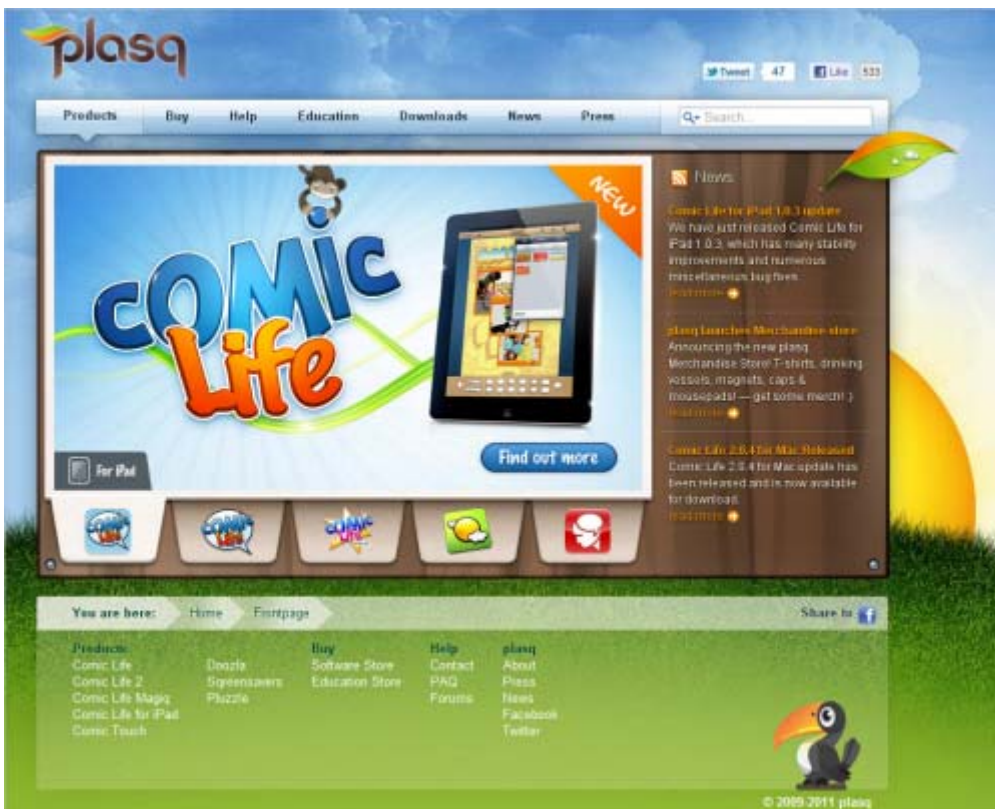 plasq
Tweet 47 Like 533
Products Buy Help Education Downloads News Press Search...
NEW
COMIC
Life
For iPad
Find out more
News
Comic Life for iPad 1.0.3 update
We have just released Comic Life for
iPad 1.0.3, which has many stability
improvements and numerous
miscellaneous bug fixes.
read more
plasq launches Merchandise store
Announcing the new plasq
Merchandise Store! T-shirts, drinking
vessels, magnets, caps &
mousepads! — get some merch! :)
read more
Comic Life 2.0.4 for Mac Released
Comic Life 2.0.4 for Mac update has
been released and is now available
for download.
read more
COMIC Life
COMIC Life
COMIC Life
You are here: Home Frontpage Share to
Products Buy Help plasq
Comic Life Doozla Software Store Contact About
Comic Life 2 Screensavers Education Store FAQ Press
Comic Life Magiq Pluzzle Forums News
Comic Life for iPad Facebook
Comic Touch Twitter
© 2009-2011 plasq